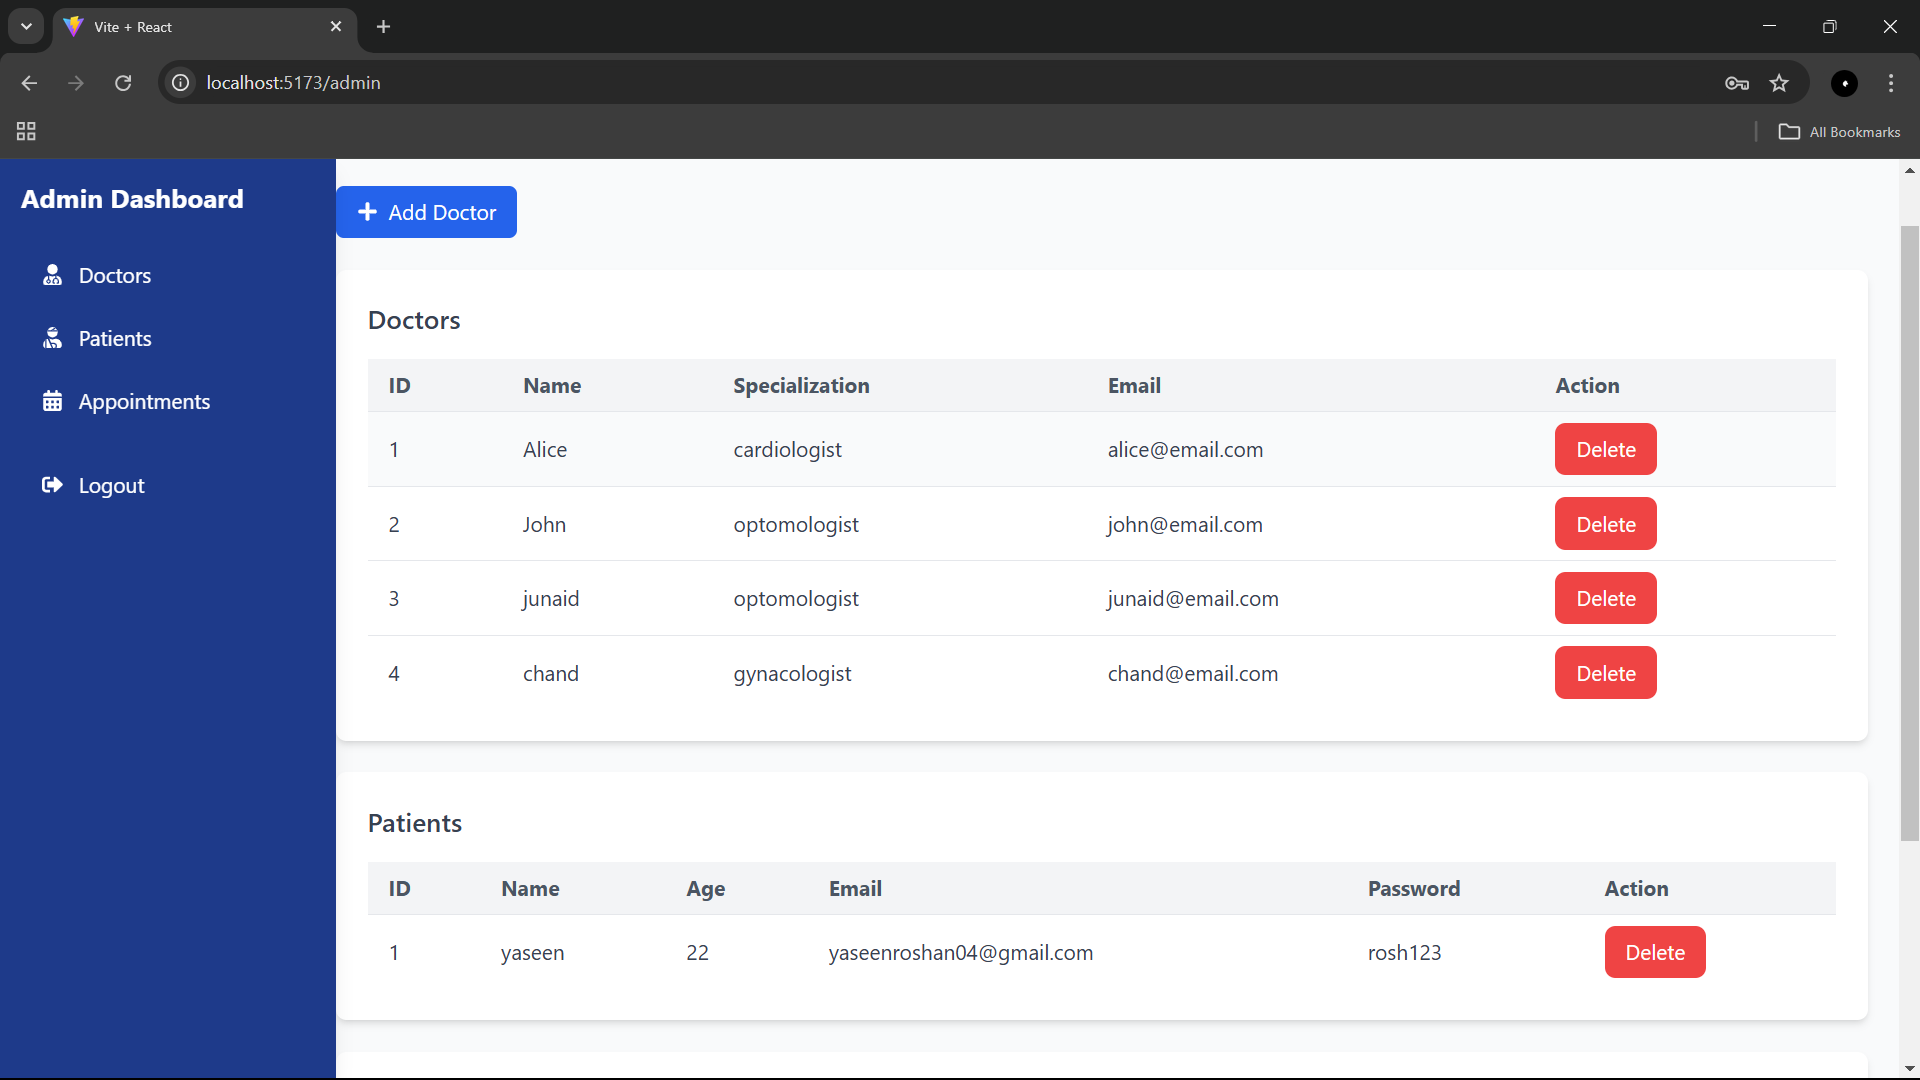 Vite + React
localhost:5173/admin
All Bookmarks
Admin Dashboard
Doctors
Patients
Appointments
Logout
Add Doctor
Doctors
ID Name Specialization Email Action
1 Alice cardiologist alice@email.com Delete
2 John optomologist john@email.com Delete
3 junaid optomologist junaid@email.com Delete
4 chand gynacologist chand@email.com Delete
Patients
ID Name Age Email Password Action
1 yaseen 22 yaseenroshan04@gmail.com rosh123 Delete